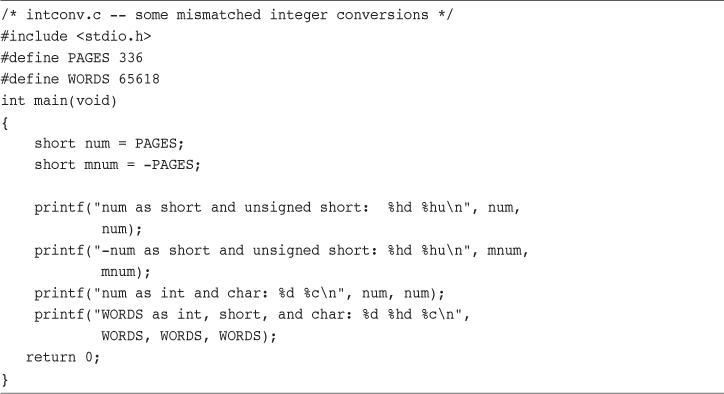 /* intconv.c -- some mismatched integer conversions */
#include <stdio.h>
#define PAGES 336
#define WORDS 65618
int main(void)
{
    short num = PAGES;
    short mnum = -PAGES;

    printf("num as short and unsigned short:  %hd %hu\n", num,
            num);
    printf("-num as short and unsigned short: %hd %hu\n", mnum,
            mnum);
    printf("num as int and char: %d %c\n", num, num);
    printf("WORDS as int, short, and char: %d %hd %c\n",
            WORDS, WORDS, WORDS);
   return 0;
}